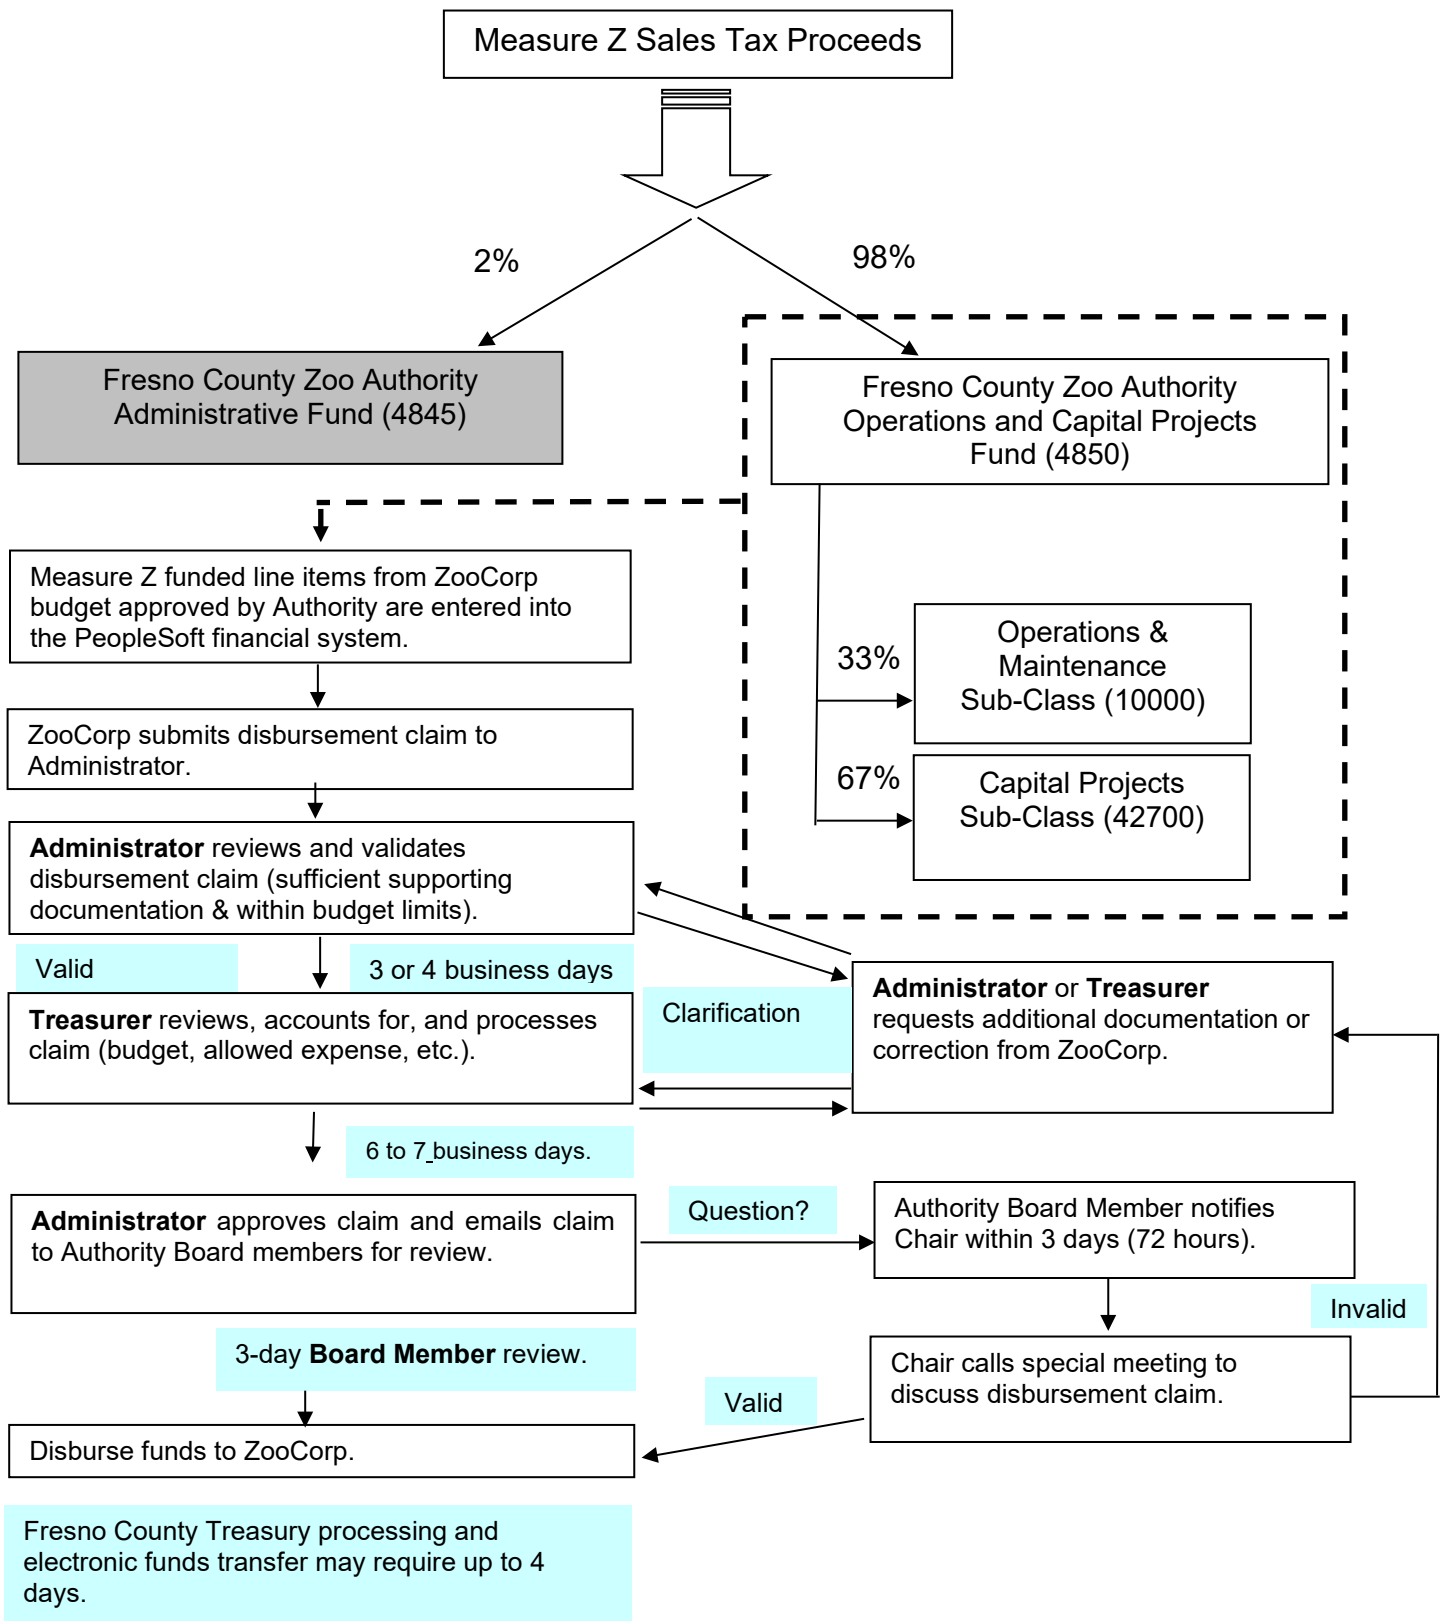 Measure Z Sales Tax Proceeds
2%
98%
Fresno County Zoo Authority
Administrative Fund (4845)
Fresno County Zoo Authority
Operations and Capital Projects
Fund (4850)
Measure Z funded line items from ZooCorp
budget approved by Authority are entered into
the PeopleSoft financial system.
33%
Operations &
Maintenance
Sub-Class (10000)
67%
Capital Projects
Sub-Class (42700)
ZooCorp submits disbursement claim to
Administrator.
Administrator reviews and validates
disbursement claim (sufficient supporting
documentation & within budget limits).
Valid
3 or 4 business days
Treasurer reviews, accounts for, and processes
claim (budget, allowed expense, etc.).
Clarification
Administrator or Treasurer
requests additional documentation or
correction from ZooCorp.
6 to 7 business days.
Administrator approves claim and emails claim
to Authority Board members for review.
Question?
Authority Board Member notifies
Chair within 3 days (72 hours).
Invalid
3-day Board Member review.
Chair calls special meeting to
discuss disbursement claim.
Valid
Disburse funds to ZooCorp.
Fresno County Treasury processing and
electronic funds transfer may require up to 4
days.